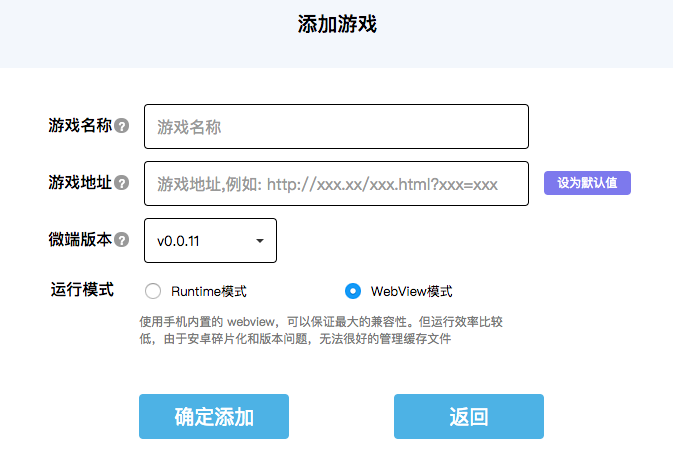 添加游戏
游戏名称? 游戏名称
游戏地址? 游戏地址,例如: http://xxx.xx/xxx.html?xxx=xxx 设为默认值
微端版本? v0.0.11
运行模式 Runtime模式 WebView模式
使用手机内置的 webview，可以保证最大的兼容性。但运行效率比较
低，由于安卓碎片化和版本问题，无法很好的管理缓存文件
确定添加 返回